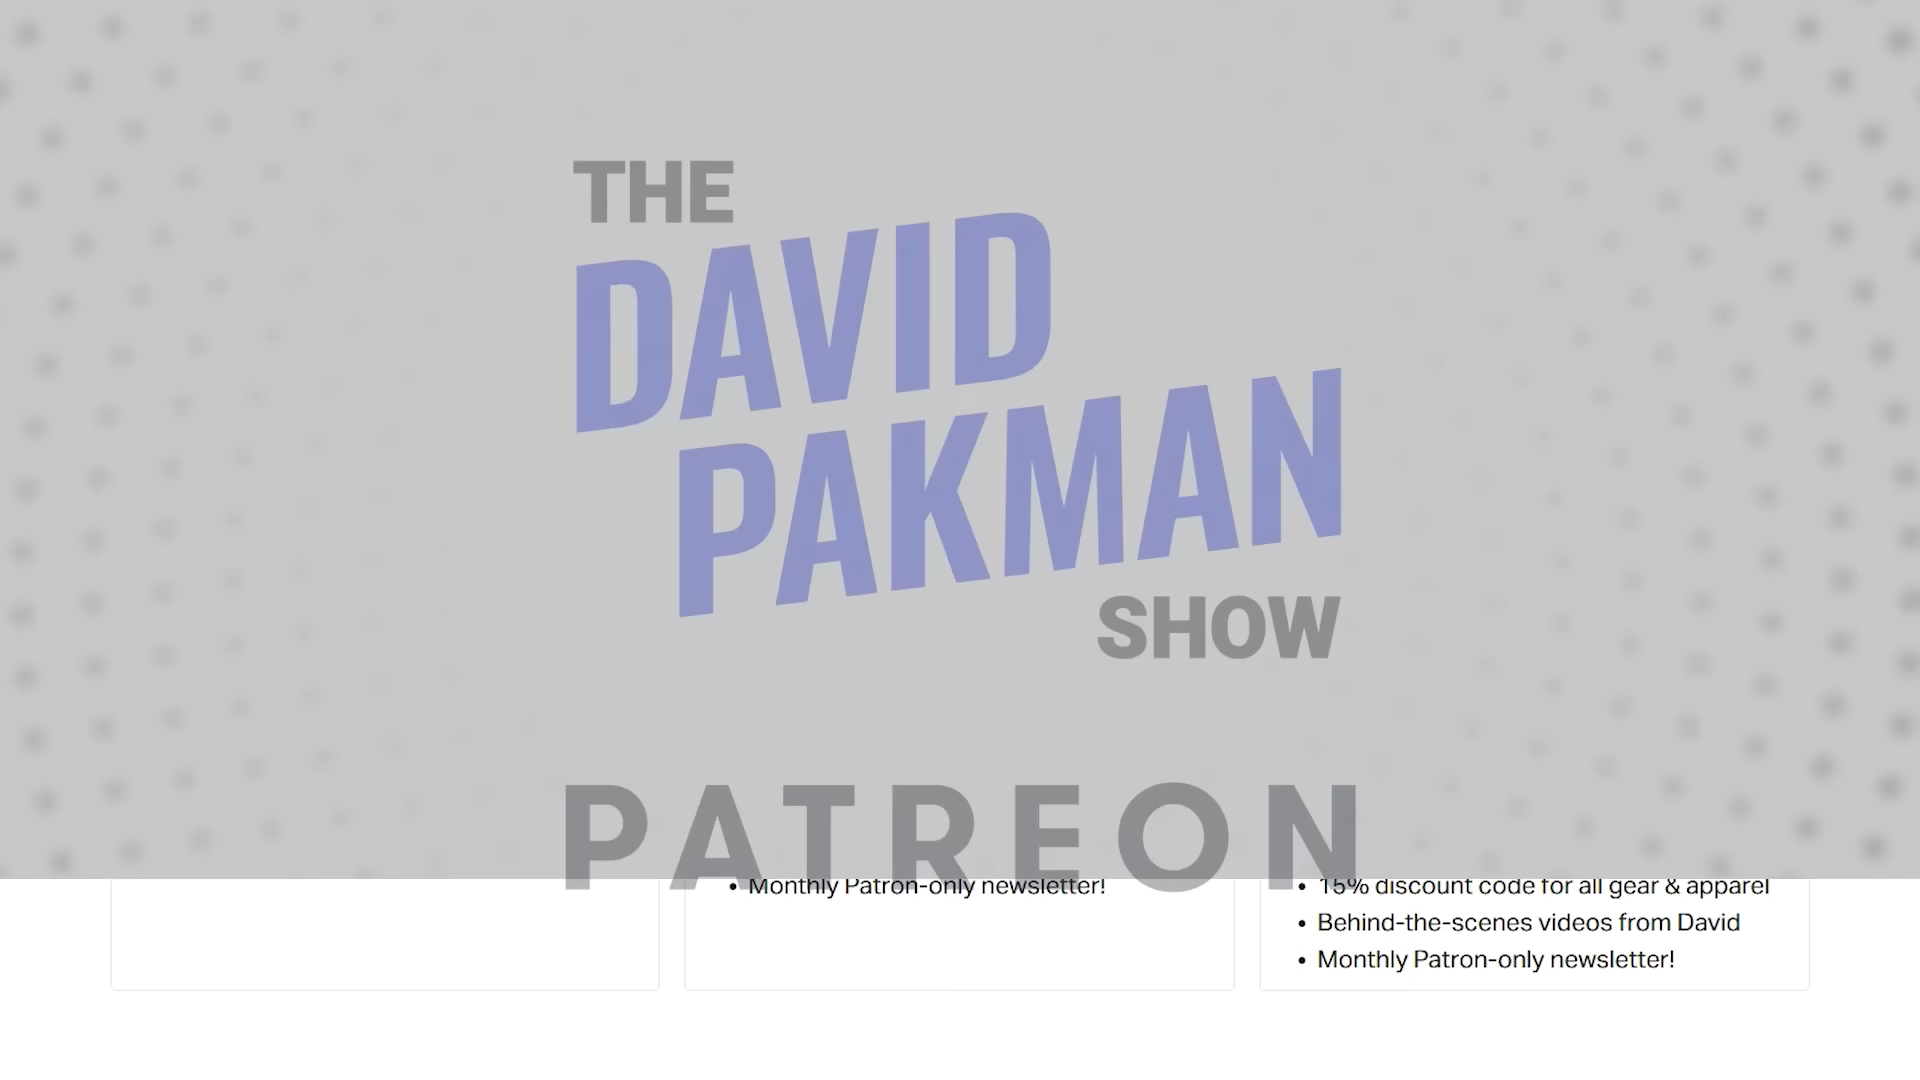 THE
DAVID
PAKMAN
SHOW
PATREON
• Monthly Patron-only newsletter!
• 15% discount code for all gear & apparel
• Behind-the-scenes videos from David
• Monthly Patron-only newsletter!